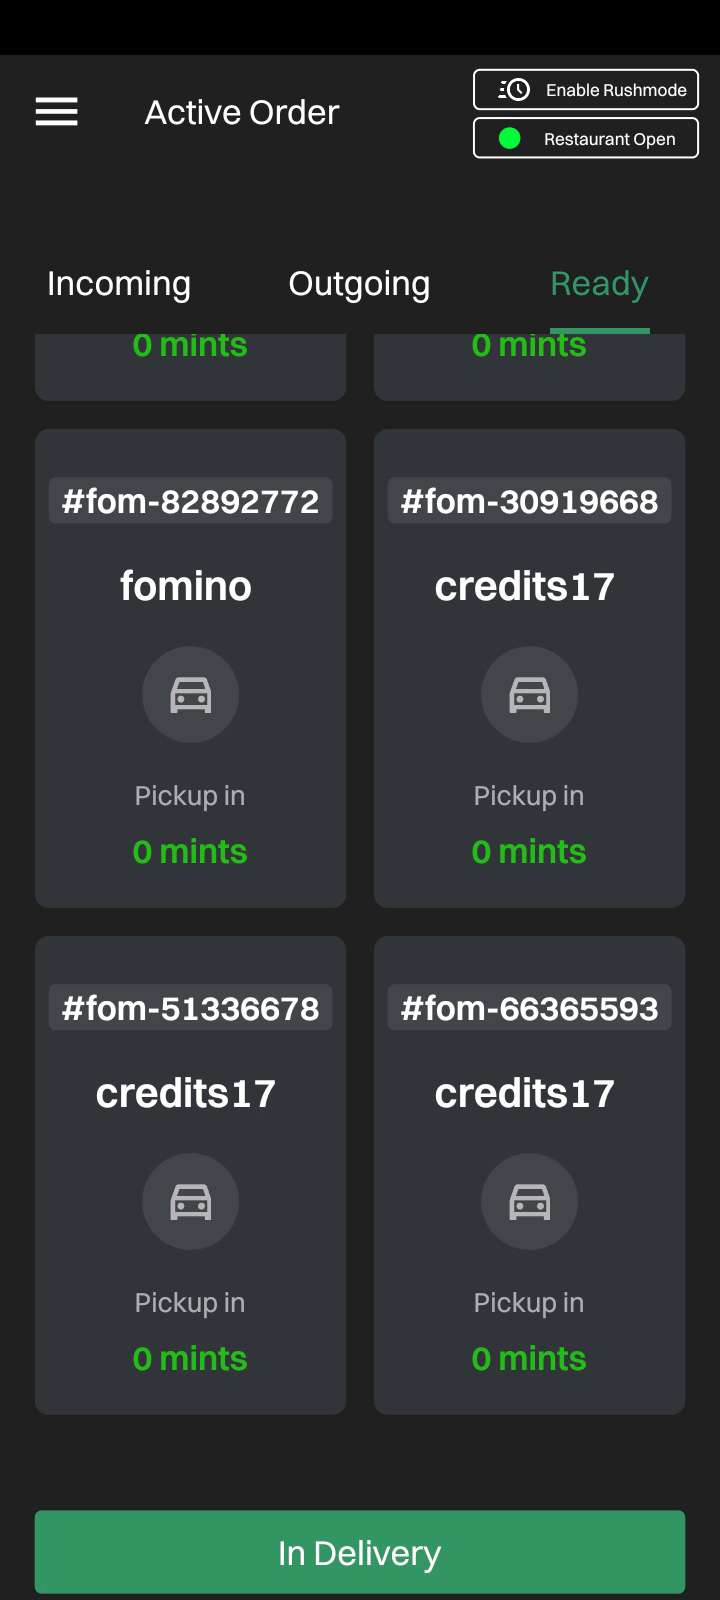 Active Order
Enable Rushmode
Restaurant Open
Incoming
Outgoing
Ready
0 mints
0 mints
#fom-82892772
fomino
Pickup in
0 mints
#fom-30919668
credits17
Pickup in
0 mints
#fom-51336678
credits17
Pickup in
0 mints
#fom-66365593
credits17
Pickup in
0 mints
In Delivery